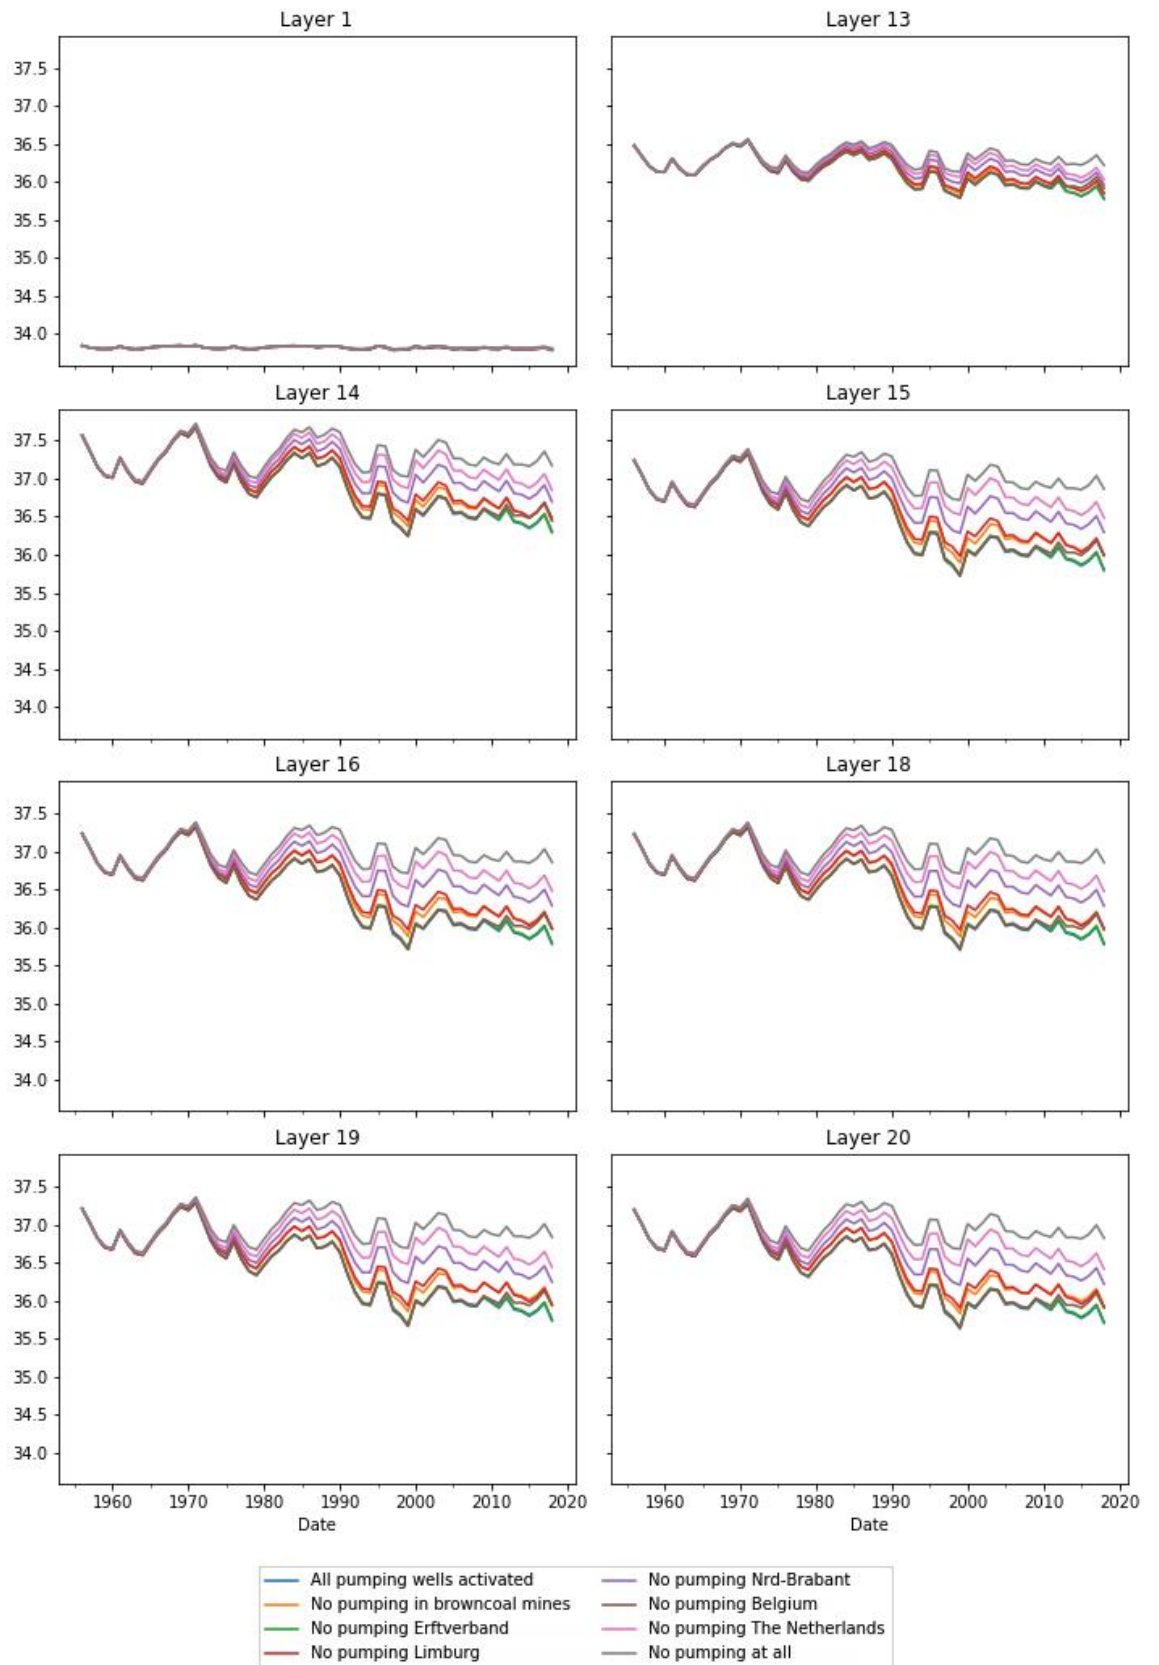 Layer 1
Layer 13
37.5
37.0
36.5
36.0
35.5
35.0
34.5
34.0
Layer 14
Layer 15
37.5
37.0
36.5
36.0
35.5
35.0
34.5
34.0
Layer 16
Layer 18
37.5
37.0
36.5
36.0
35.5
35.0
34.5
34.0
Layer 19
Layer 20
37.5
37.0
36.5
36.0
35.5
35.0
34.5
34.0
1960 1970 1980 1990 2000 2010 2020
Date
1960 1970 1980 1990 2000 2010 2020
Date
All pumping wells activated
No pumping in browncoal mines
No pumping Erftverband
No pumping Limburg
No pumping Nrd-Brabant
No pumping Belgium
No pumping The Netherlands
No pumping at all